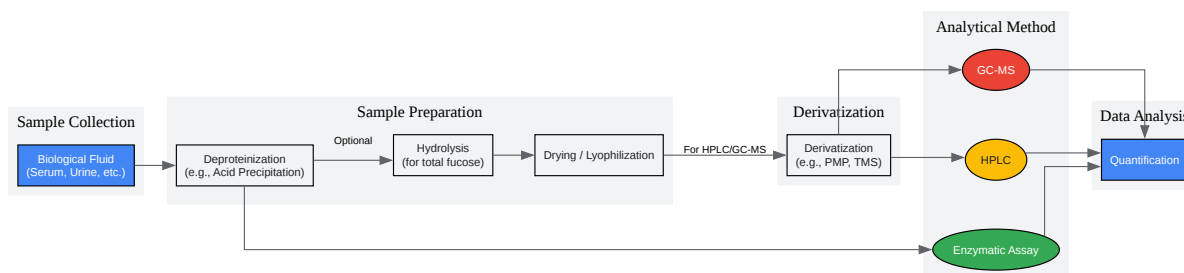 Sample Collection
Biological Fluid
(Serum, Urine, etc.)
Sample Preparation
Deproteinization
(e.g., Acid Precipitation)
Optional
Hydrolysis
(for total fucose)
Drying / Lyophilization
For HPLC/GC-MS
Derivatization
Derivatization
(e.g., PMP, TMS)
Analytical Method
GC-MS
HPLC
Enzymatic Assay
Data Analysis
Quantification